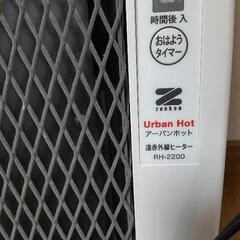 時間後 入
おはよう
タイマー
zenken
Urban Hot
アーバンホット
遠赤外線ヒーター
RH-2200